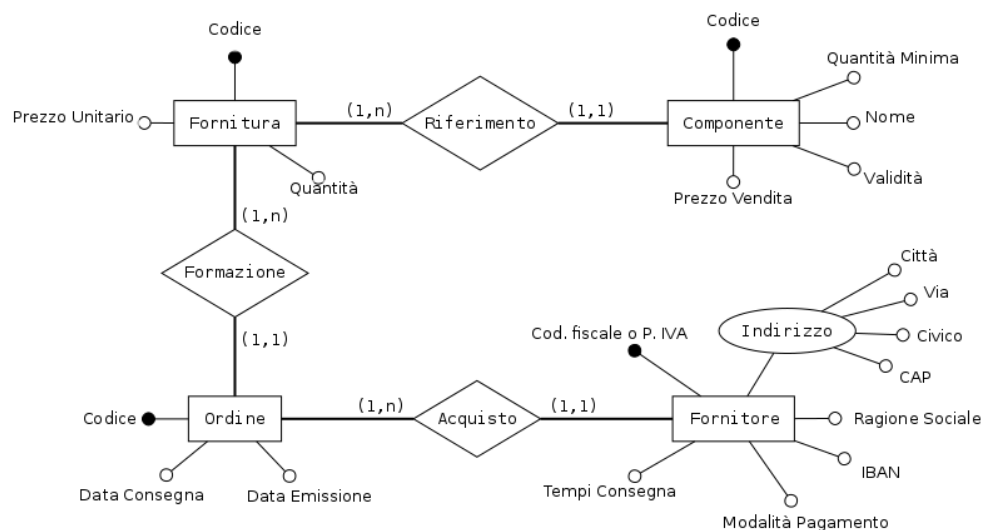 Codice
Codice
Quantità Minima
Prezzo Unitario
Fornitura
(1,n)
Riferimento
(1,1)
Componente
Nome
Quantità
Validità
Prezzo Vendita
(1,n)
Formazione
Città
Via
Indirizzo
Civico
Cod. fiscale o P. IVA
(1,1)
CAP
Codice
Ordine
(1,n)
Acquisto
(1,1)
Fornitore
Ragione Sociale
IBAN
Data Consegna
Data Emissione
Tempi Consegna
Modalità Pagamento